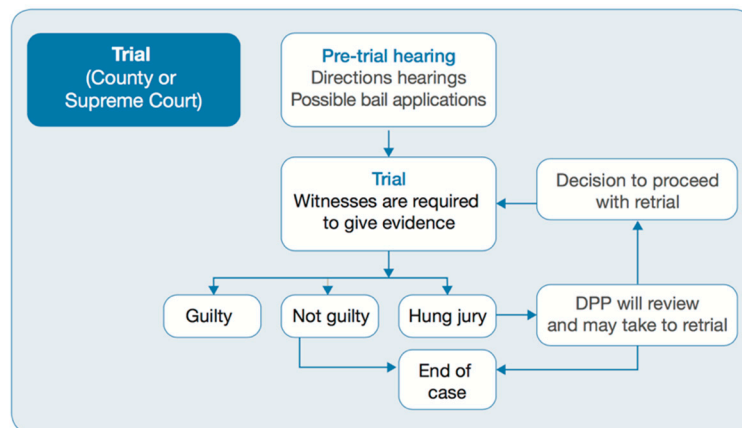 Trial
(County or
Supreme Court)
Pre-trial hearing
Directions hearings
Possible bail applications
Trial
Witnesses are required
to give evidence
Decision to proceed
with retrial
Guilty
Not guilty
Hung jury
DPP will review
and may take to retrial
End of
case